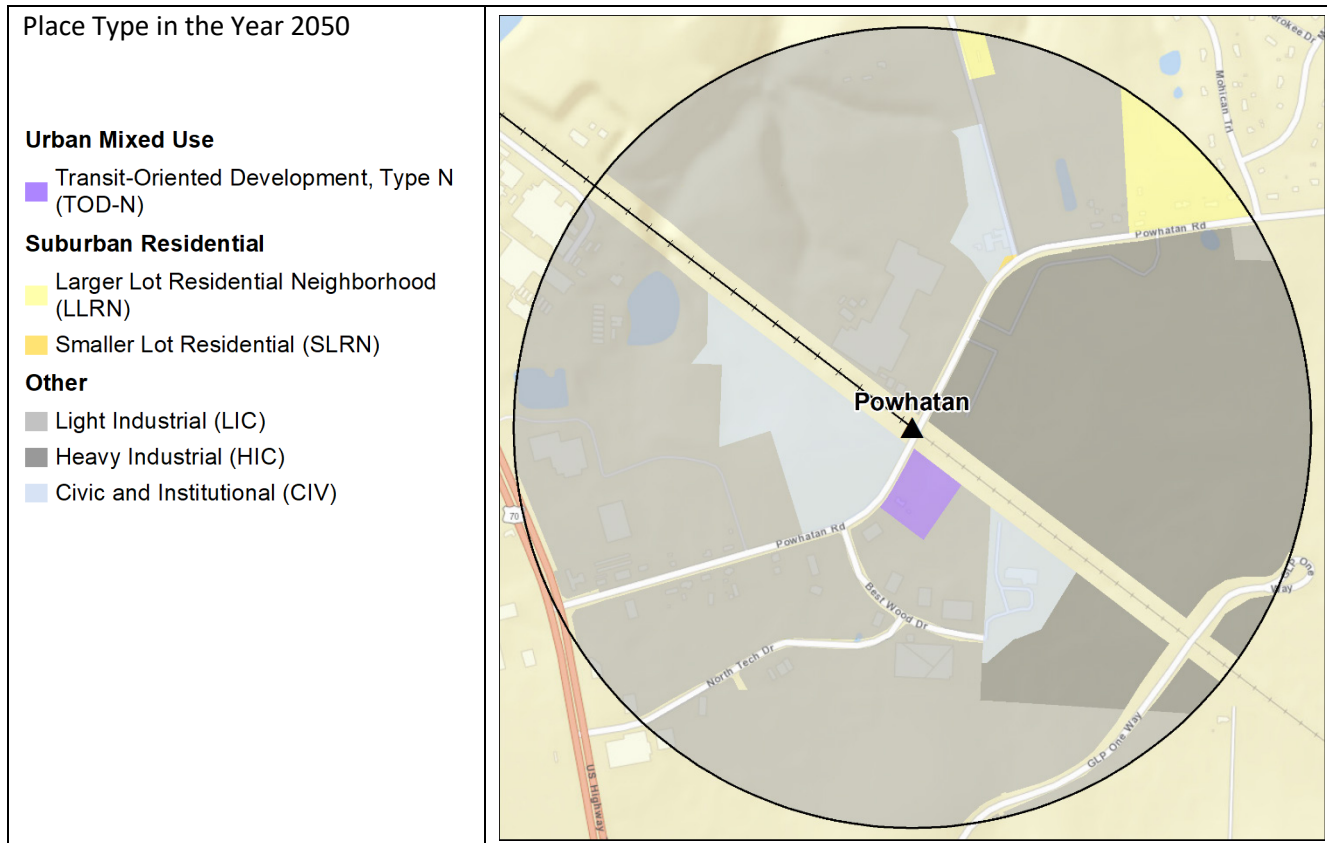 Place Type in the Year 2050
Urban Mixed Use
Transit-Oriented Development, Type N
(TOD-N)
Suburban Residential
Larger Lot Residential Neighborhood
(LLRN)
Smaller Lot Residential (SLRN)
Other
Light Industrial (LIC)
Heavy Industrial (HIC)
Civic and Institutional (CIV)
Mohican Trl
Powhatan Rd
Powhatan
70
Powhatan Rd
Best Wood Dr
North Tech Dr
GLP One
Way
GLP One Way
US Highway